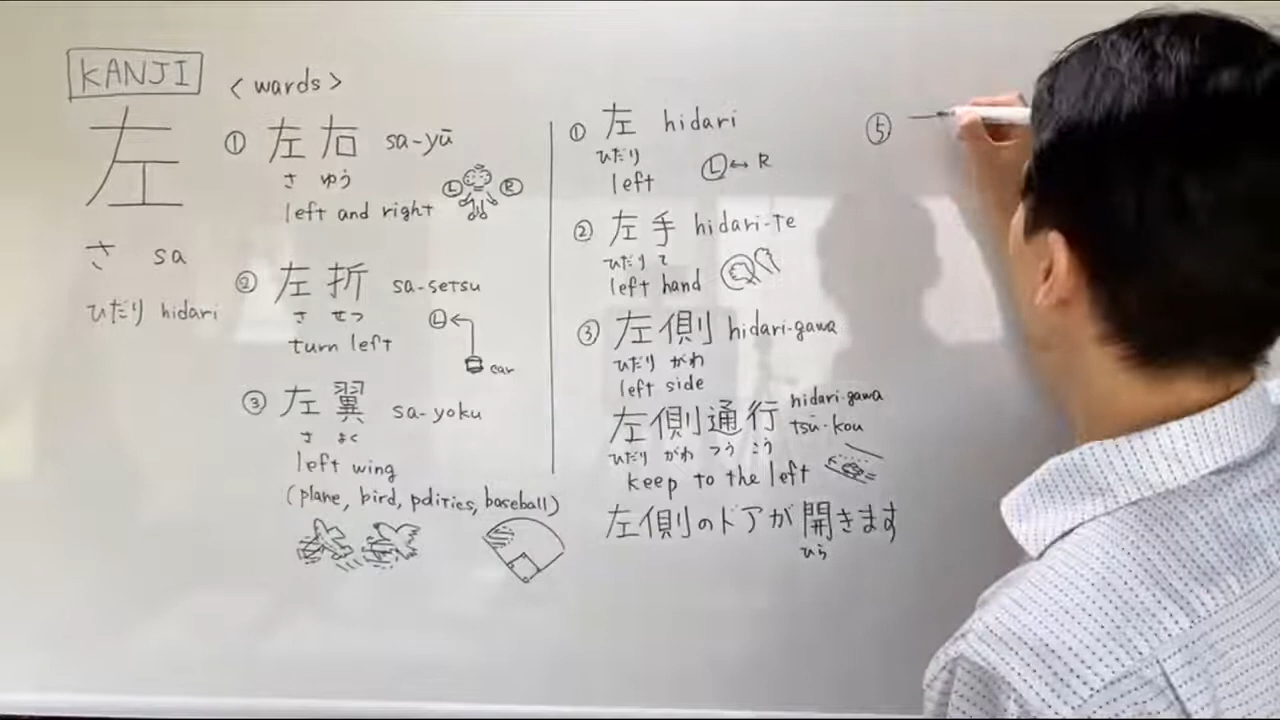 KANJI
< wards >
左
さ sa
ひだり hidari
① 左右 sa-yū
さ ゆう
left and right
L R
② 左折 sa-setsu
さ せつ
turn left
L
car
③ 左翼 sa-yoku
さ よく
left wing
(plane, bird, politics, baseball)
① 左 hidari
ひだり
left
L ↔ R
② 左手 hidari-te
ひだり て
left hand
③ 左側 hidari-gawa
ひだり がわ
left side
左側通行 hidari-gawa
tsū-kou
ひだり がわ つう こう
keep to the left
左側のドアが開きます
ひら
⑤